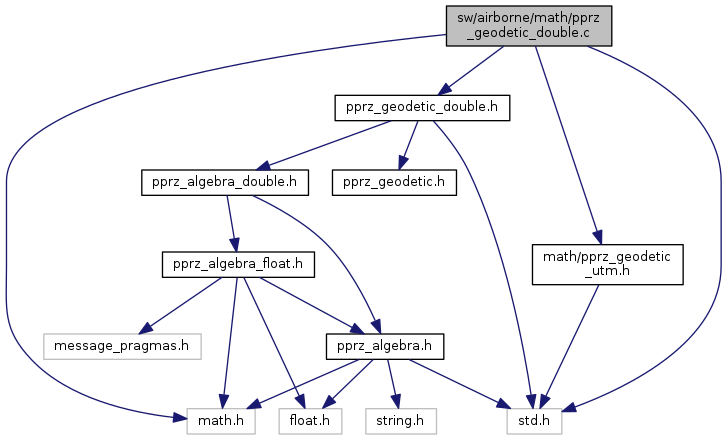 sw/airborne/math/pprz
_geodetic_double.c
pprz_geodetic_double.h
pprz_algebra_double.h
pprz_geodetic.h
math/pprz_geodetic
_utm.h
pprz_algebra_float.h
message_pragmas.h
pprz_algebra.h
math.h
float.h
string.h
std.h